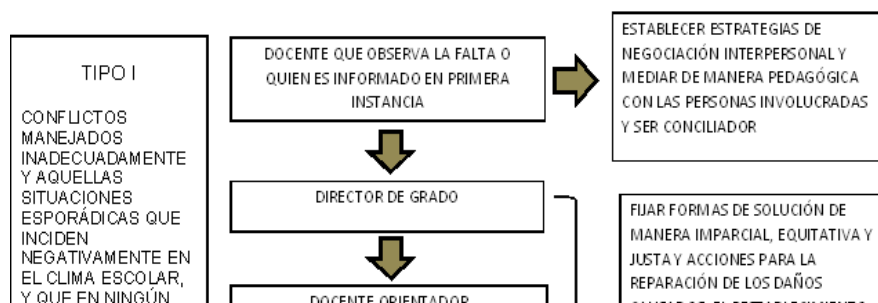 TIPO I
CONFLICTOS
MANEJADOS
INADECUADAMENTE
Y AQUELLAS
SITUACIONES
ESPORÁDICAS QUE
INCIDEN
NEGATIVAMENTE EN
EL CLIMA ESCOLAR,
Y QUE EN NINGÚN
DOCENTE QUE OBSERVA LA FALTA O
QUIEN ES INFORMADO EN PRIMERA
INSTANCIA
ESTABLECER ESTRATEGIAS DE
NEGOCIACIÓN INTERPERSONAL Y
MEDIAR DE MANERA PEDAGÓGICA
CON LAS PERSONAS INVOLUCRADAS
Y SER CONCILIADOR
DIRECTOR DE GRADO
DOCENTE ORIENTADOR
FIJAR FORMAS DE SOLUCIÓN DE
MANERA IMPARCIAL, EQUITATIVA Y
JUSTA Y ACCIONES PARA LA
REPARACIÓN DE LOS DAÑOS